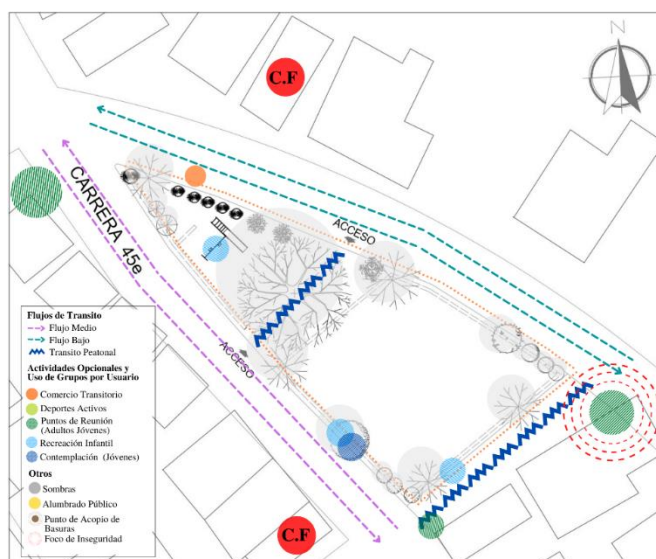 C.F
CARRERA 45e
ACCESO
ACCESO
Flujos de Transito
Flujo Medio
Flujo Bajo
Transito Peatonal
Actividades Opcionales y
Uso de Grupos por Usuario
Comercio Transitorio
Deportes Activos
Puntos de Reunión
(Adultos Jóvenes)
Recreación Infantil
Contemplación (Jóvenes)
Otros
Sombras
Alumbrado Público
Punto de Acopio de
Basuras
Foco de Inseguridad
C.F